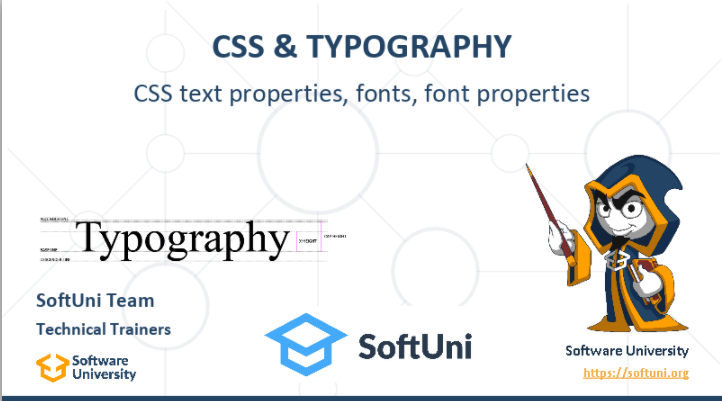 CSS & TYPOGRAPHY
CSS text properties, fonts, font properties
Typography
X-HEIGHT
SoftUni Team
Technical Trainers
Software
University
SoftUni
Software University
https://softuni.org